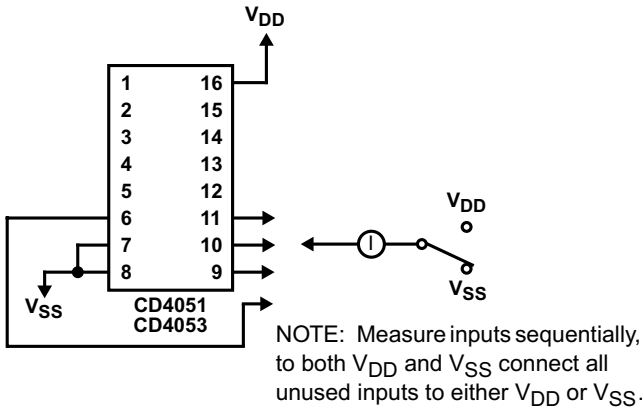 VDD
1 16
2 15
3 14
4 13
5 12
6 11
7 10
8 9
VSS
CD4051
CD4053
I
VDD
VSS
NOTE: Measure inputs sequentially,
to both VDD and VSS connect all
unused inputs to either VDD or VSS.